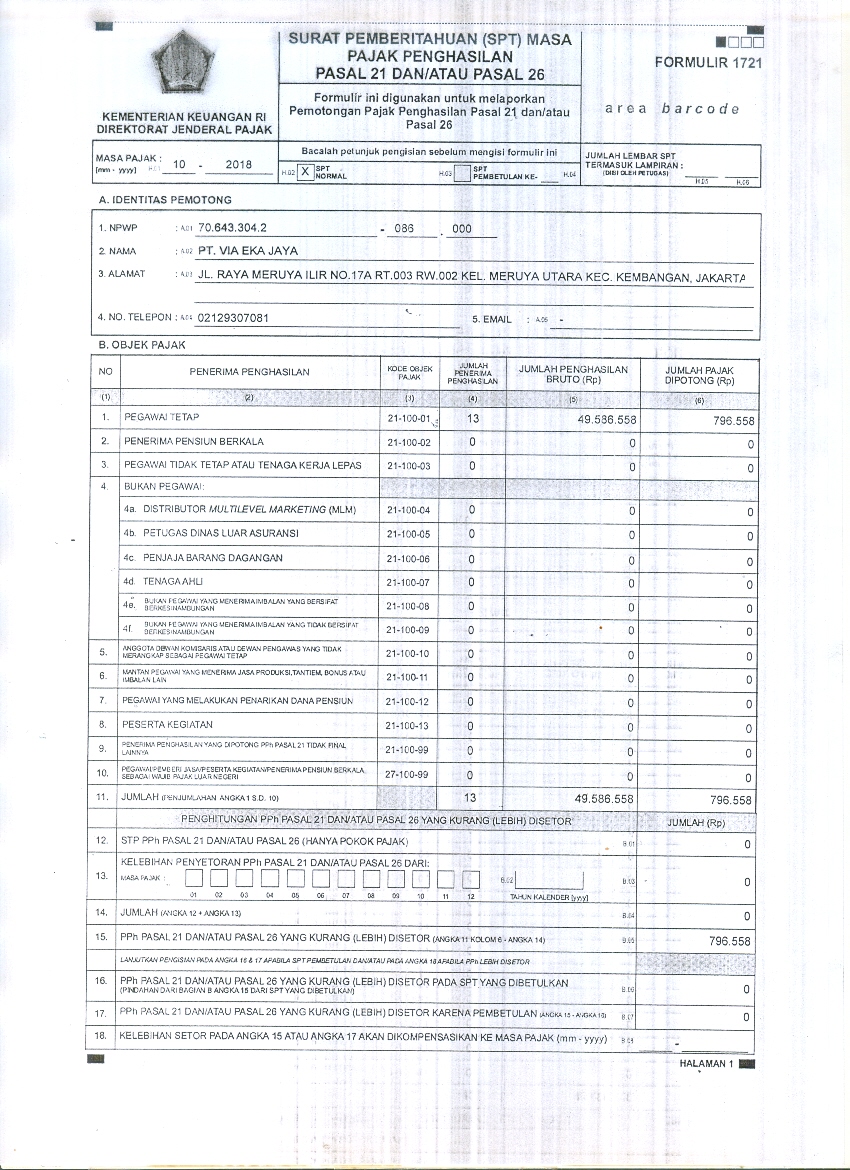 SURAT PEMBERITAHUAN (SPT) MASA
PAJAK PENGHASILAN
PASAL 21 DAN/ATAU PASAL 26
FORMULIR 1721
Formulir ini digunakan untuk melaporkan
Pemotongan Pajak Penghasilan Pasal 21 dan/atau
Pasal 26
area barcode
KEMENTERIAN KEUANGAN RI
DIREKTORAT JENDERAL PAJAK
MASA PAJAK :
[mm - yyyy] H.01 10 - 2018
Bacalah petunjuk pengisian sebelum mengisi formulir ini
H.02 X SPT NORMAL
H.03 SPT PEMBETULAN KE- H.04
JUMLAH LEMBAR SPT
TERMASUK LAMPIRAN :
(DIISI OLEH PETUGAS)
H.05 H.06
A. IDENTITAS PEMOTONG
1. NPWP : A.01 70.643.304.2 - 086 . 000
2. NAMA : A.02 PT. VIA EKA JAYA
3. ALAMAT : A.03 JL. RAYA MERUYA ILIR NO.17A RT.003 RW.002 KEL. MERUYA UTARA KEC. KEMBANGAN, JAKARTA
4. NO. TELEPON : A.04 02129307081 5. EMAIL : A.05 -
B. OBJEK PAJAK
NO PENERIMA PENGHASILAN KODE OBJEK PAJAK JUMLAH PENERIMA PENGHASILAN JUMLAH PENGHASILAN BRUTO (Rp) JUMLAH PAJAK DIPOTONG (Rp)
(1) (2) (3) (4) (5) (6)
1. PEGAWAI TETAP 21-100-01 13 49.586.558 796.558
2. PENERIMA PENSIUN BERKALA 21-100-02 0 0 0
3. PEGAWAI TIDAK TETAP ATAU TENAGA KERJA LEPAS 21-100-03 0 0 0
4. BUKAN PEGAWAI:
4a. DISTRIBUTOR MULTILEVEL MARKETING (MLM) 21-100-04 0 0 0
4b. PETUGAS DINAS LUAR ASURANSI 21-100-05 0 0 0
4c. PENJAJA BARANG DAGANGAN 21-100-06 0 0 0
4d. TENAGA AHLI 21-100-07 0 0 0
4e. BUKAN PEGAWAI YANG MENERIMA IMBALAN YANG BERSIFAT BERKESINAMBUNGAN 21-100-08 0 0 0
4f. BUKAN PEGAWAI YANG MENERIMA IMBALAN YANG TIDAK BERSIFAT BERKESINAMBUNGAN 21-100-09 0 0 0
5. ANGGOTA DEWAN KOMISARIS ATAU DEWAN PENGAWAS YANG TIDAK MERANGKAP SEBAGAI PEGAWAI TETAP 21-100-10 0 0 0
6. MANTAN PEGAWAI YANG MENERIMA JASA PRODUKSI, TANTIEM, BONUS ATAU IMBALAN LAIN 21-100-11 0 0 0
7. PEGAWAI YANG MELAKUKAN PENARIKAN DANA PENSIUN 21-100-12 0 0 0
8. PESERTA KEGIATAN 21-100-13 0 0 0
9. PENERIMA PENGHASILAN YANG DIPOTONG PPh PASAL 21 TIDAK FINAL LAINNYA 21-100-99 0 0 0
10. PEGAWAI/PEMBERI JASA/PESERTA KEGIATAN/PENERIMA PENSIUN BERKALA SEBAGAI WAJIB PAJAK LUAR NEGERI 27-100-99 0 0 0
11. JUMLAH (PENJUMLAHAN ANGKA 1 S.D. 10) 13 49.586.558 796.558
PENGHITUNGAN PPh PASAL 21 DAN/ATAU PASAL 26 YANG KURANG (LEBIH) DISETOR JUMLAH (Rp)
12. STP PPh PASAL 21 DAN/ATAU PASAL 26 (HANYA POKOK PAJAK) B.01 0
13. KELEBIHAN PENYETORAN PPh PASAL 21 DAN/ATAU PASAL 26 DARI:
MASA PAJAK : B.02 B.03 0
01 02 03 04 05 06 07 08 09 10 11 12 TAHUN KALENDER [yyyy]
14. JUMLAH (ANGKA 12 + ANGKA 13) B.04 0
15. PPh PASAL 21 DAN/ATAU PASAL 26 YANG KURANG (LEBIH) DISETOR (ANGKA 11 KOLOM 6 - ANGKA 14) B.05 796.558
LANJUTKAN PENGISIAN PADA ANGKA 16 & 17 APABILA SPT PEMBETULAN DAN/ATAU PADA ANGKA 18 APABILA PPh LEBIH DISETOR
16. PPh PASAL 21 DAN/ATAU PASAL 26 YANG KURANG (LEBIH) DISETOR PADA SPT YANG DIBETULKAN
(PINDAHAN DARI BAGIAN B ANGKA 15 DARI SPT YANG DIBETULKAN) B.06 0
17. PPh PASAL 21 DAN/ATAU PASAL 26 YANG KURANG (LEBIH) DISETOR KARENA PEMBETULAN (ANGKA 15 - ANGKA 16) B.07 0
18. KELEBIHAN SETOR PADA ANGKA 15 ATAU ANGKA 17 AKAN DIKOMPENSASIKAN KE MASA PAJAK (mm - yyyy) B.08 -
HALAMAN 1